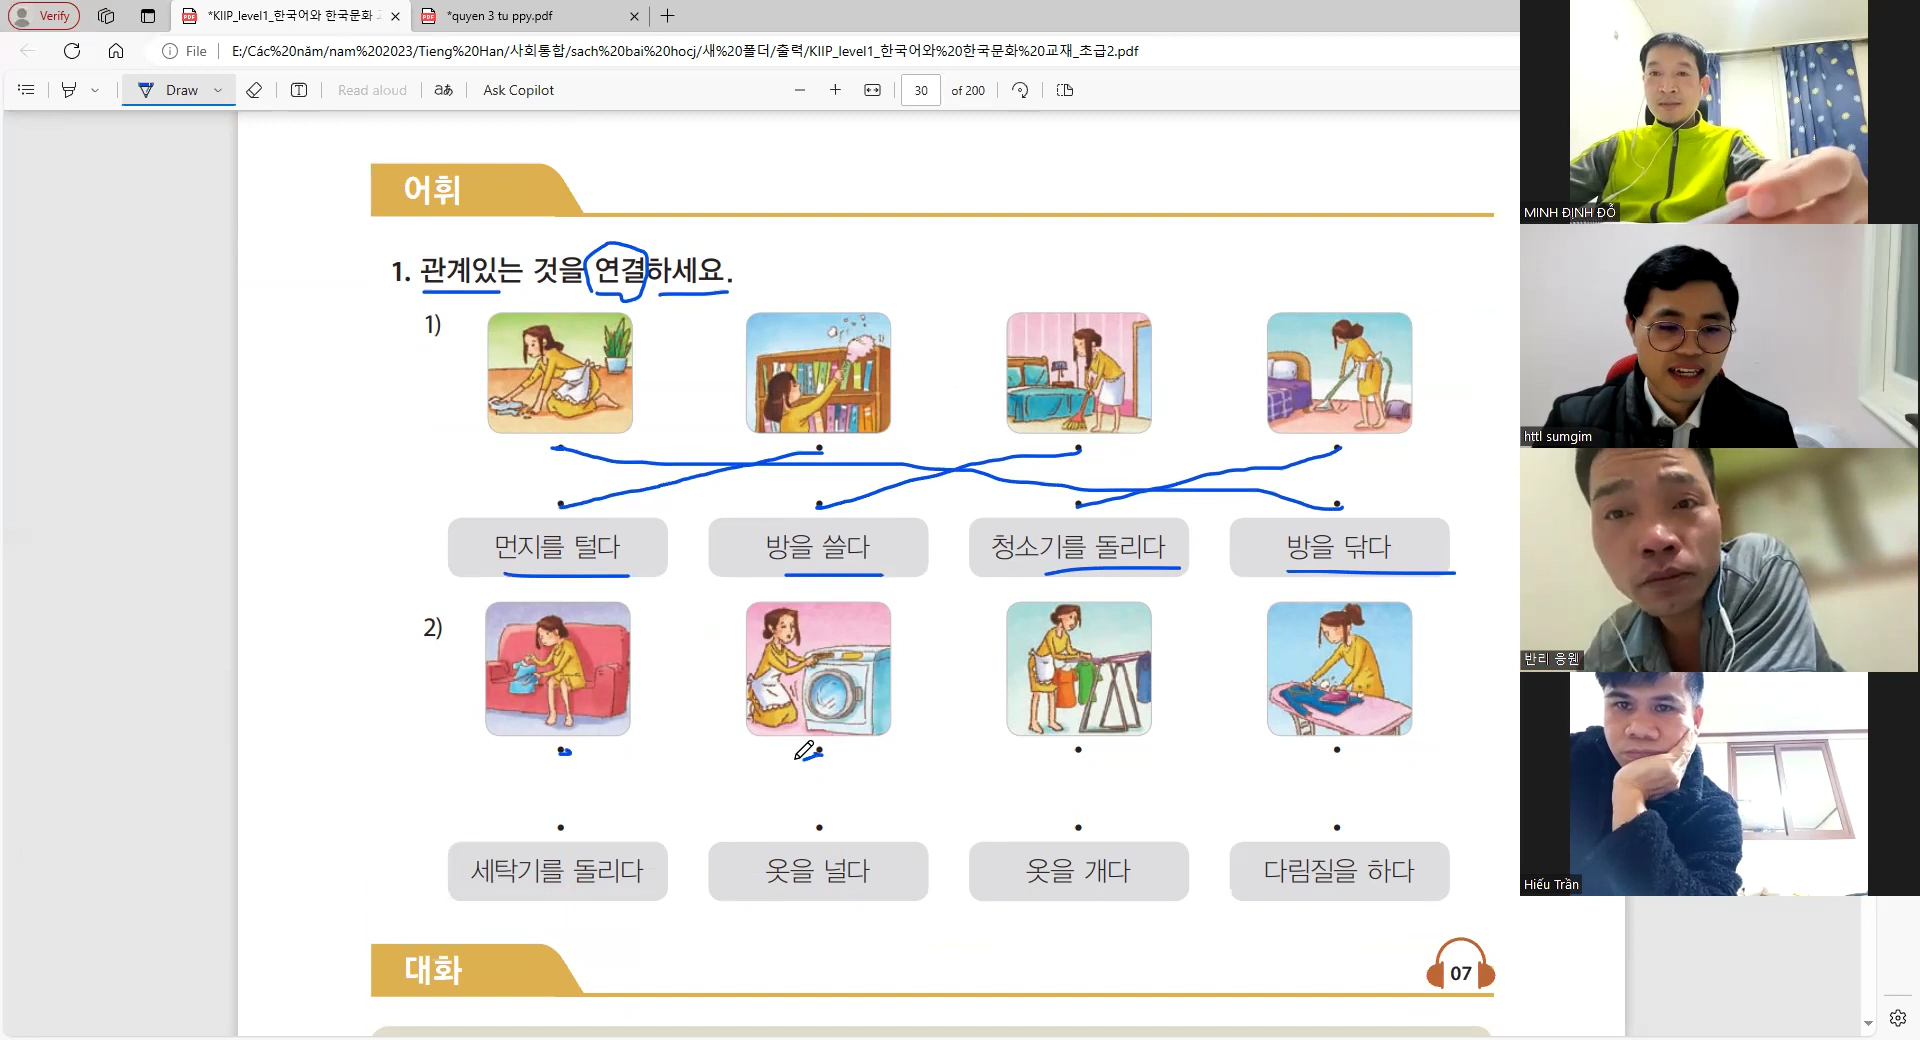 Verify
*KIIP_level1_한국어와 한국문화
*quyen 3 tu ppy.pdf
File
E:/Các%20năm/nam%202023/Tieng%20Han/사회통합/sach%20bai%20hocj/새%20폴더/출력/KIIP_level1_한국어와%20한국문화%20교재_초급2.pdf
Draw
Read aloud
aあ
Ask Copilot
30
of 200
어휘
1. 관계있는 것을 연결하세요.
1)
먼지를 털다
방을 쓸다
청소기를 돌리다
방을 닦다
2)
세탁기를 돌리다
옷을 널다
옷을 개다
다림질을 하다
대화
07
MINH ĐỊNH ĐỖ
httl sumgim
반리 응웬
Hiếu Trần